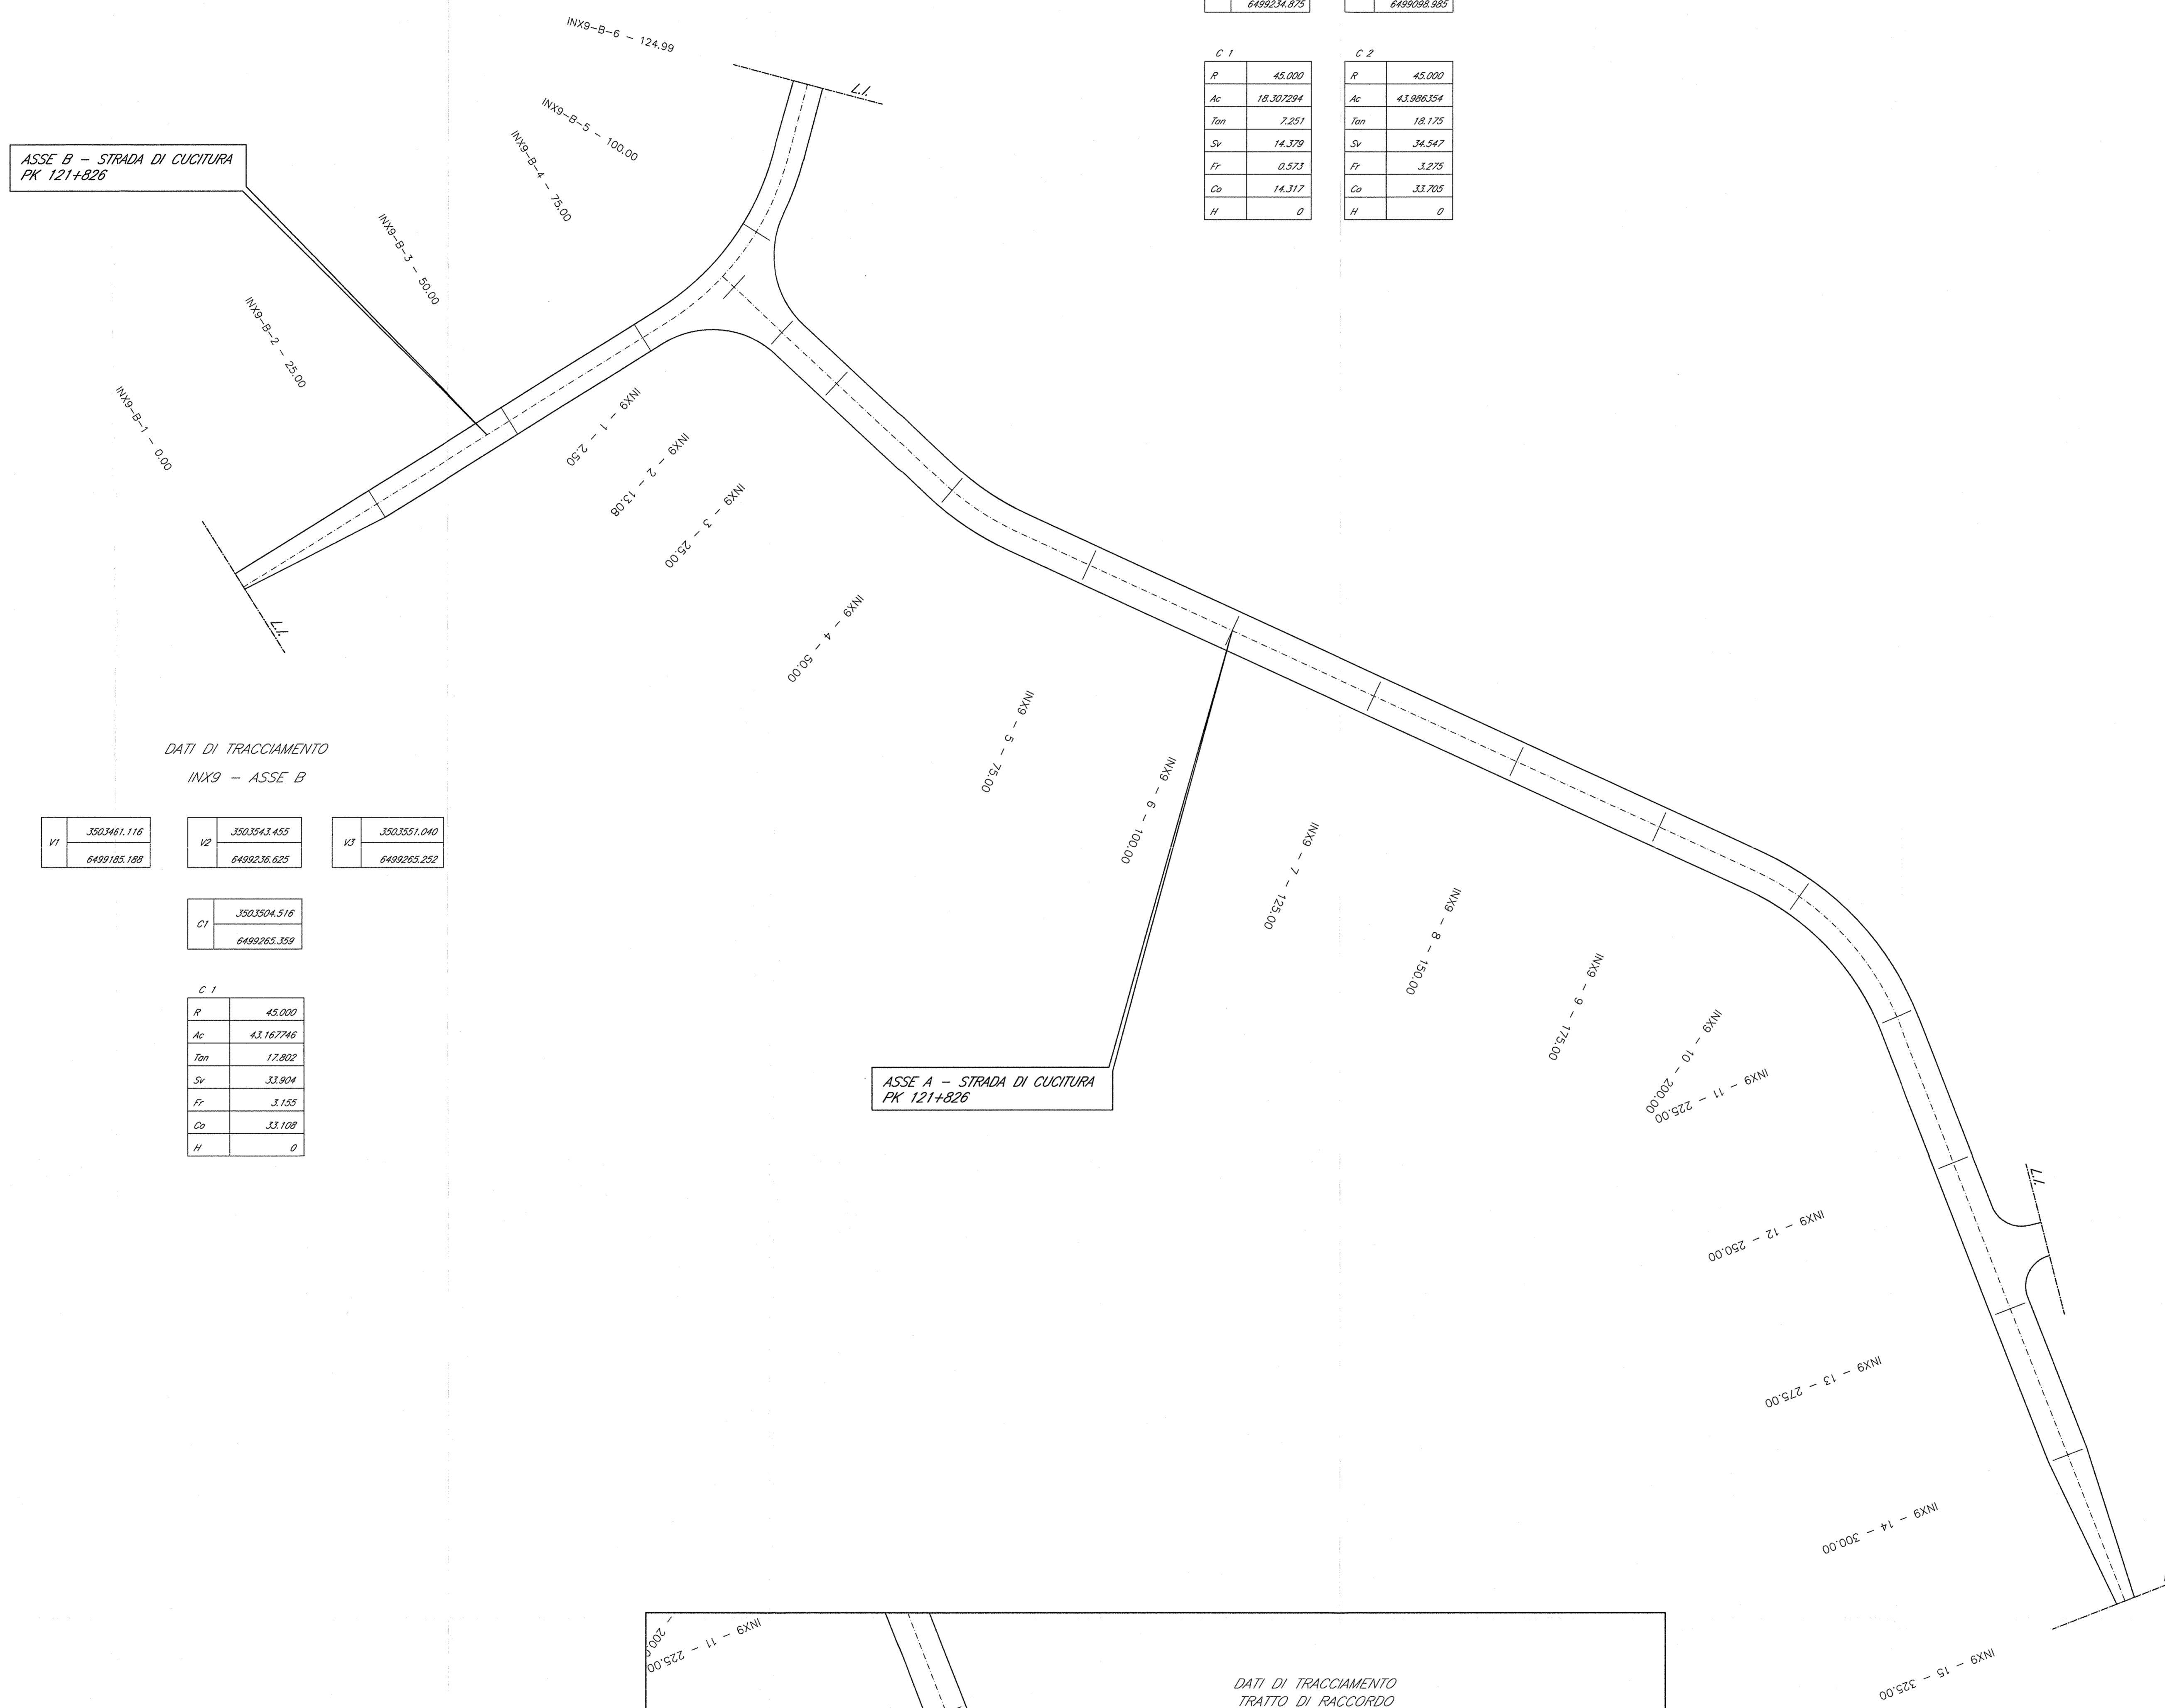 6499234.875
6499098.985
C 1
R 45.000
Ac 18.307294
Tan 7.251
Sv 14.379
Fr 0.573
Co 14.317
H 0
C 2
R 45.000
Ac 43.986354
Tan 18.175
Sv 34.547
Fr 3.275
Co 33.705
H 0
INX9-B-6 - 124.99
L.I.
INX9-B-5 - 100.00
INX9-B-4 - 75.00
ASSE B - STRADA DI CUCITURA
PK 121+826
INX9-B-3 - 50.00
INX9-B-2 - 25.00
INX9-B-1 - 0.00
L.I.
INX9 - 1 - 2.50
INX9 - 2 - 13.08
INX9 - 3 - 25.00
INX9 - 4 - 50.00
INX9 - 5 - 75.00
INX9 - 6 - 100.00
INX9 - 7 - 125.00
INX9 - 8 - 150.00
INX9 - 9 - 175.00
INX9 - 10 - 200.00
INX9 - 11 - 225.00
INX9 - 12 - 250.00
INX9 - 13 - 275.00
INX9 - 14 - 300.00
INX9 - 15 - 325.00
L.I.
DATI DI TRACCIAMENTO
INX9 - ASSE B
V1 3503461.116
6499185.188
V2 3503543.455
6499236.625
V3 3503551.040
6499265.252
C1 3503504.516
6499265.359
C 1
R 45.000
Ac 43.167746
Tan 17.802
Sv 33.904
Fr 3.155
Co 33.108
H 0
ASSE A - STRADA DI CUCITURA
PK 121+826
INX9 - 11 - 225.00
DATI DI TRACCIAMENTO
TRATTO DI RACCORDO